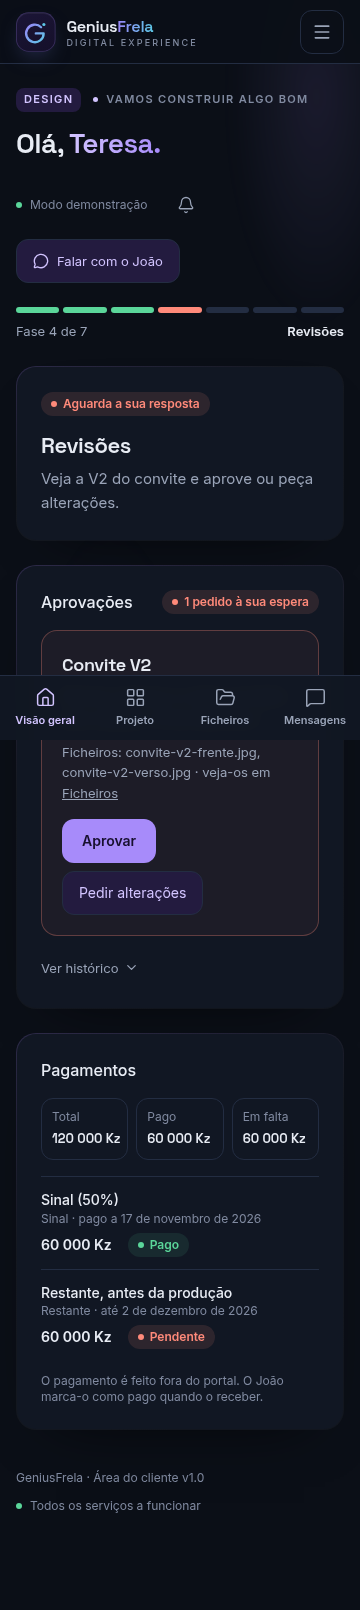 GeniusFrela
DIGITAL EXPERIENCE
DESIGN
VAMOS CONSTRUIR ALGO BOM
Olá, Teresa.
Modo demonstração
Falar com o João
Fase 4 de 7
Revisões
Aguarda a sua resposta
Revisões
Veja a V2 do convite e aprove ou peça
alterações.
Aprovações
1 pedido à sua espera
Convite V2
Visão geral
Projeto
Ficheiros
Mensagens
Ficheiros: convite-v2-frente.jpg,
convite-v2-verso.jpg · veja-os em
Ficheiros
Aprovar
Pedir alterações
Ver histórico
Pagamentos
Total
120 000 Kz
Pago
60 000 Kz
Em falta
60 000 Kz
Sinal (50%)
Sinal · pago a 17 de novembro de 2026
60 000 Kz
Pago
Restante, antes da produção
Restante · até 2 de dezembro de 2026
60 000 Kz
Pendente
O pagamento é feito fora do portal. O João
marca-o como pago quando o receber.
GeniusFrela · Área do cliente v1.0
Todos os serviços a funcionar